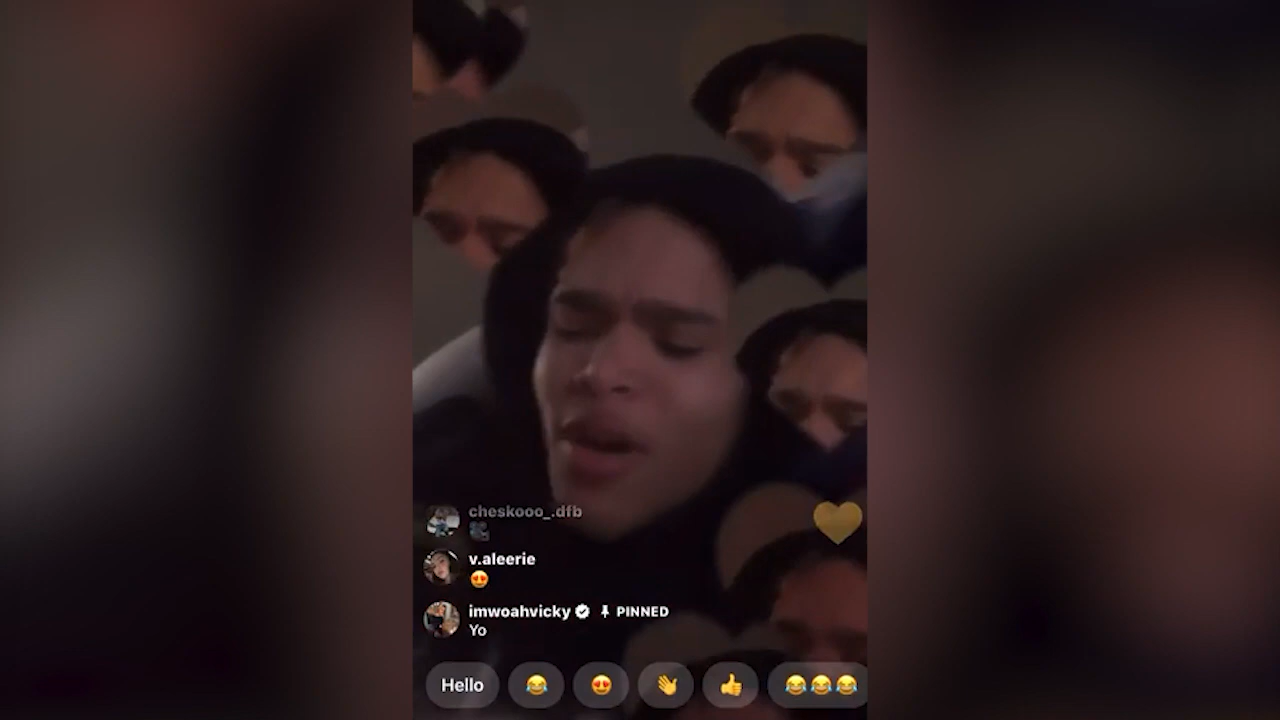 cheskooo_.dfb
v.aleerie
😍
imwoahvicky PINNED
Yo
Hello 😂 😍 👋 👍 😂😂😂